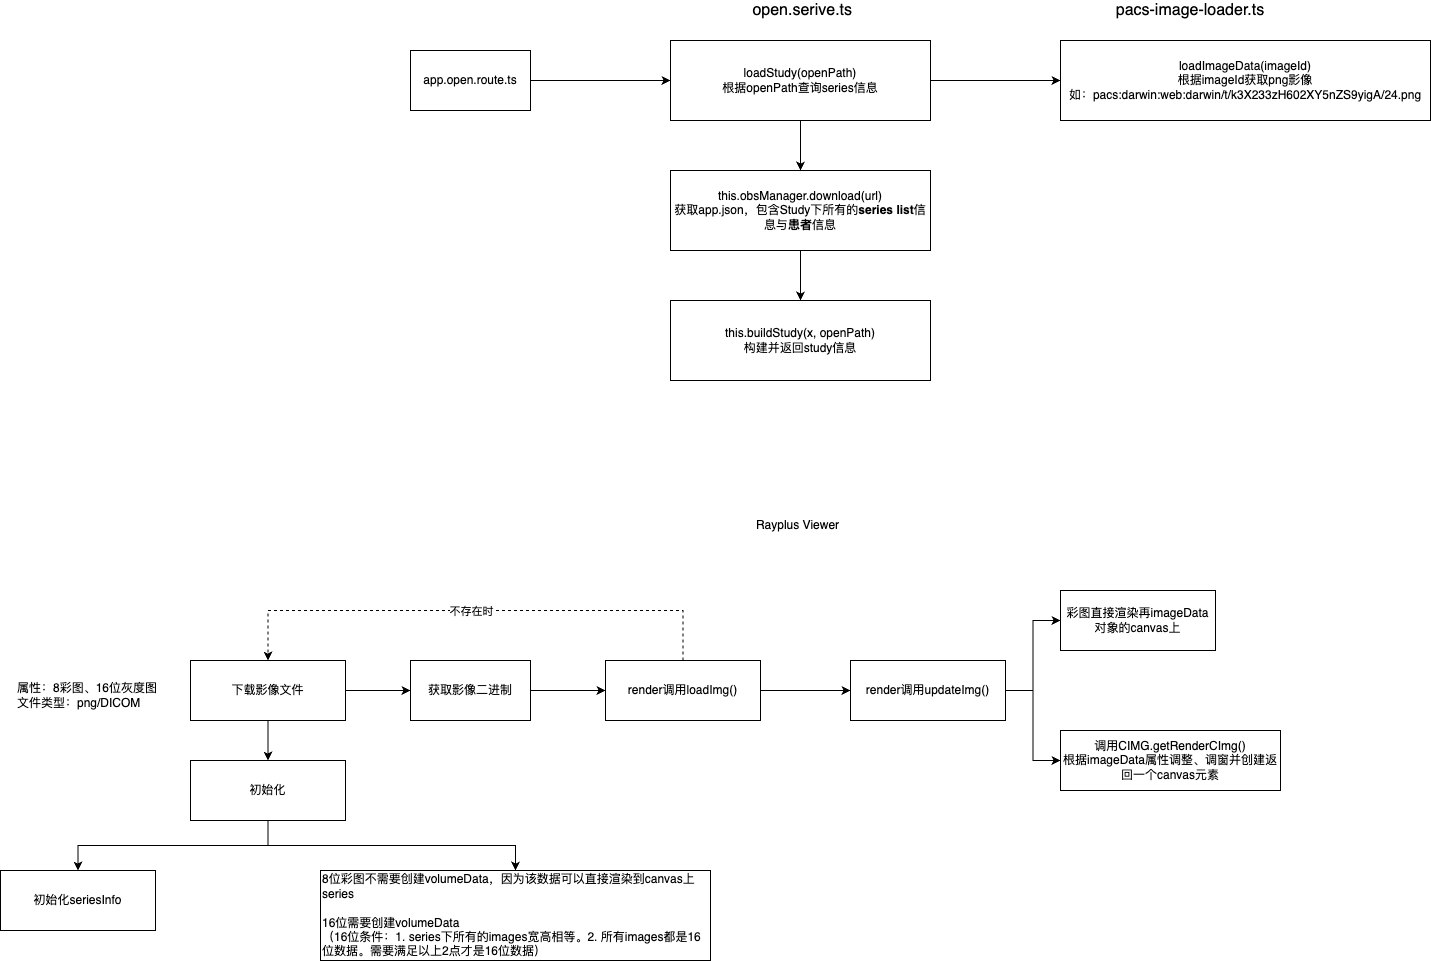 open.serive.ts
pacs-image-loader.ts
app.open.route.ts
loadStudy(openPath)
根据openPath查询series信息
loadImageData(imageId)
根据imageId获取png影像
如：pacs:darwin:web:darwin/t/k3X233zH602XY5nZS9yigA/24.png
this.obsManager.download(url)
获取app.json，包含Study下所有的series list信
息与患者信息
this.buildStudy(x, openPath)
构建并返回study信息
Rayplus Viewer
不存在时
彩图直接渲染再imageData
对象的canvas上
属性：8彩图、16位灰度图
文件类型：png/DICOM
下载影像文件
获取影像二进制
render调用loadImg()
render调用updateImg()
调用CIMG.getRenderCImg()
根据imageData属性调整、调窗并创建返
回一个canvas元素
初始化
初始化seriesInfo
8位彩图不需要创建volumeData，因为该数据可以直接渲染到canvas上
series
16位需要创建volumeData
（16位条件：1. series下所有的images宽高相等。2. 所有images都是16
位数据。需要满足以上2点才是16位数据）